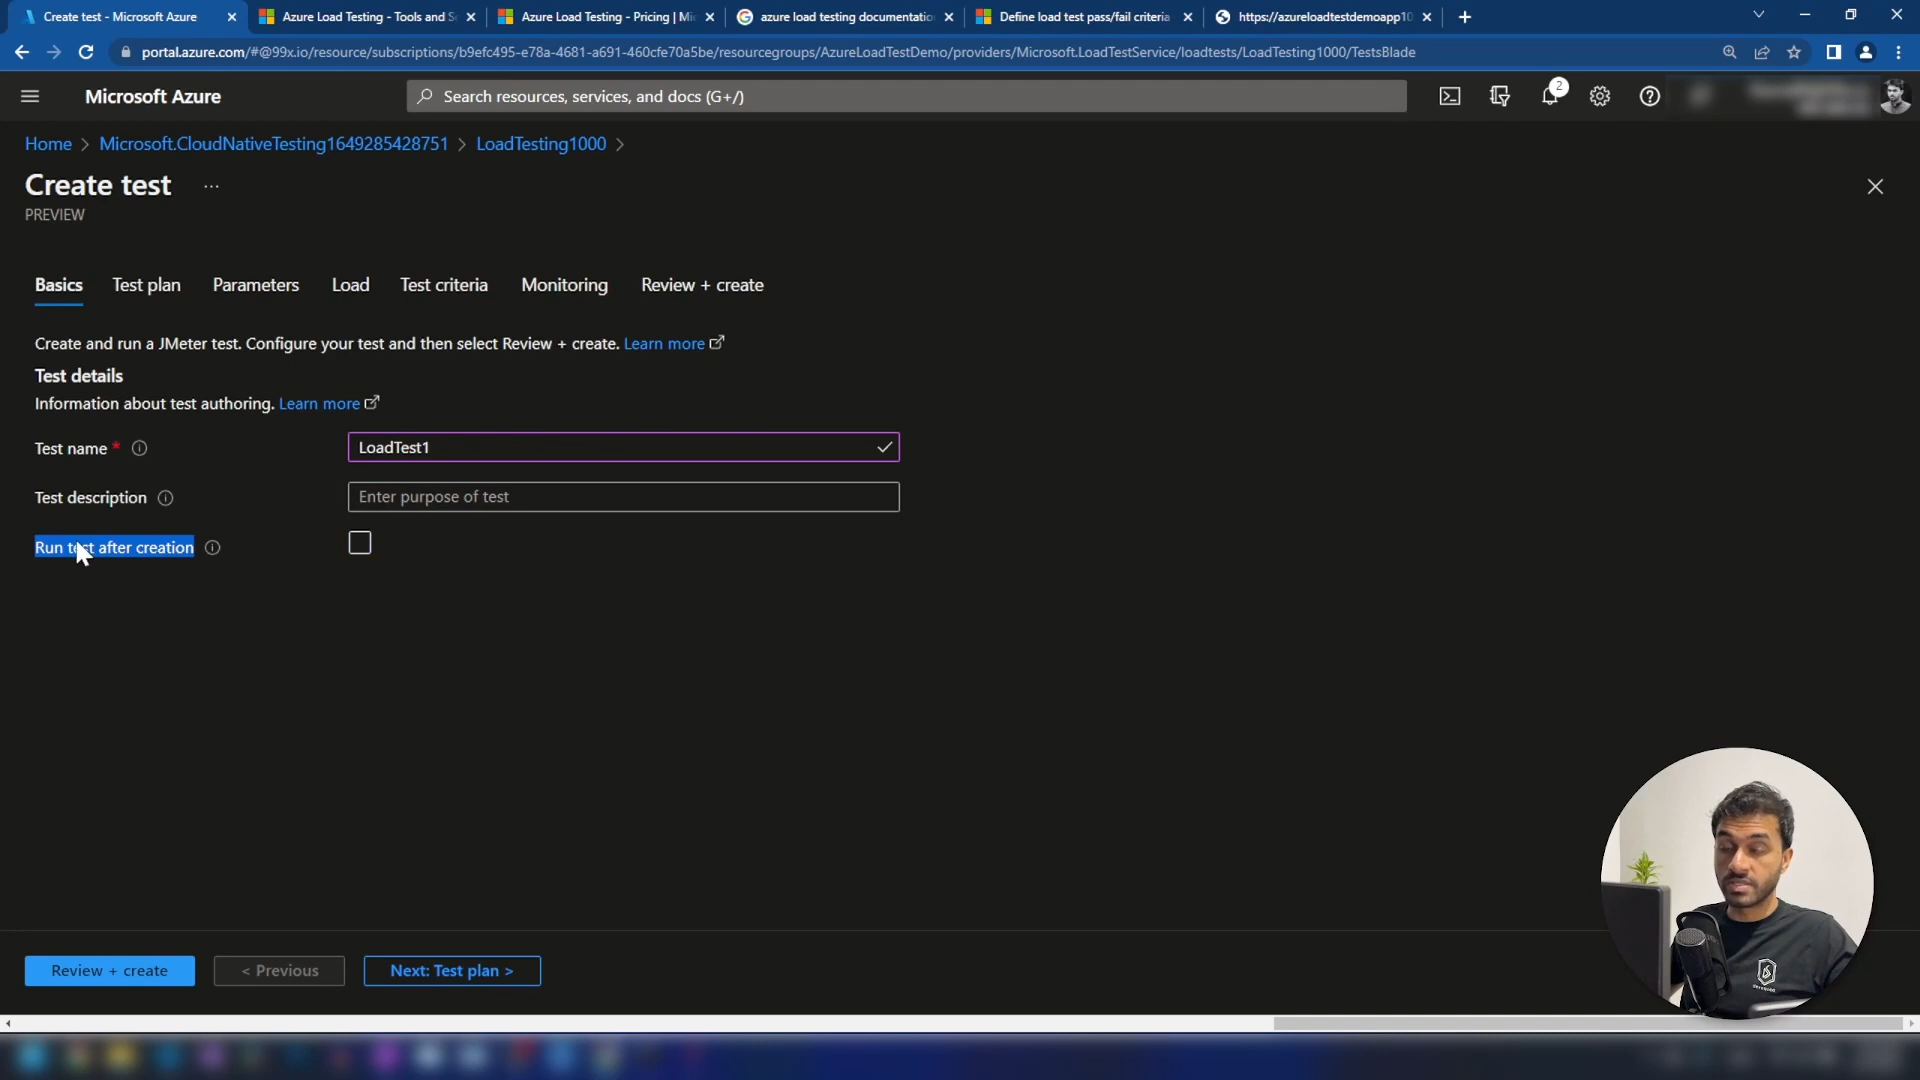 Create test - Microsoft Azure
Azure Load Testing - Tools and S
Azure Load Testing - Pricing | Mi
azure load testing documentatio
Define load test pass/fail criteria
https://azureloadtestdemoapp10
portal.azure.com/#@99x.io/resource/subscriptions/b9efc495-e78a-4681-a691-460cfe70a5be/resourcegroups/AzureLoadTestDemo/providers/Microsoft.LoadTestService/loadtests/LoadTesting1000/TestsBlade
Microsoft Azure
Search resources, services, and docs (G+/)
2
Home > Microsoft.CloudNativeTesting1649285428751 > LoadTesting1000 >
Create test ...
PREVIEW
Basics Test plan Parameters Load Test criteria Monitoring Review + create
Create and run a JMeter test. Configure your test and then select Review + create. Learn more
Test details
Information about test authoring. Learn more
Test name *
LoadTest1
Test description
Enter purpose of test
Run test after creation
Review + create
< Previous
Next: Test plan >